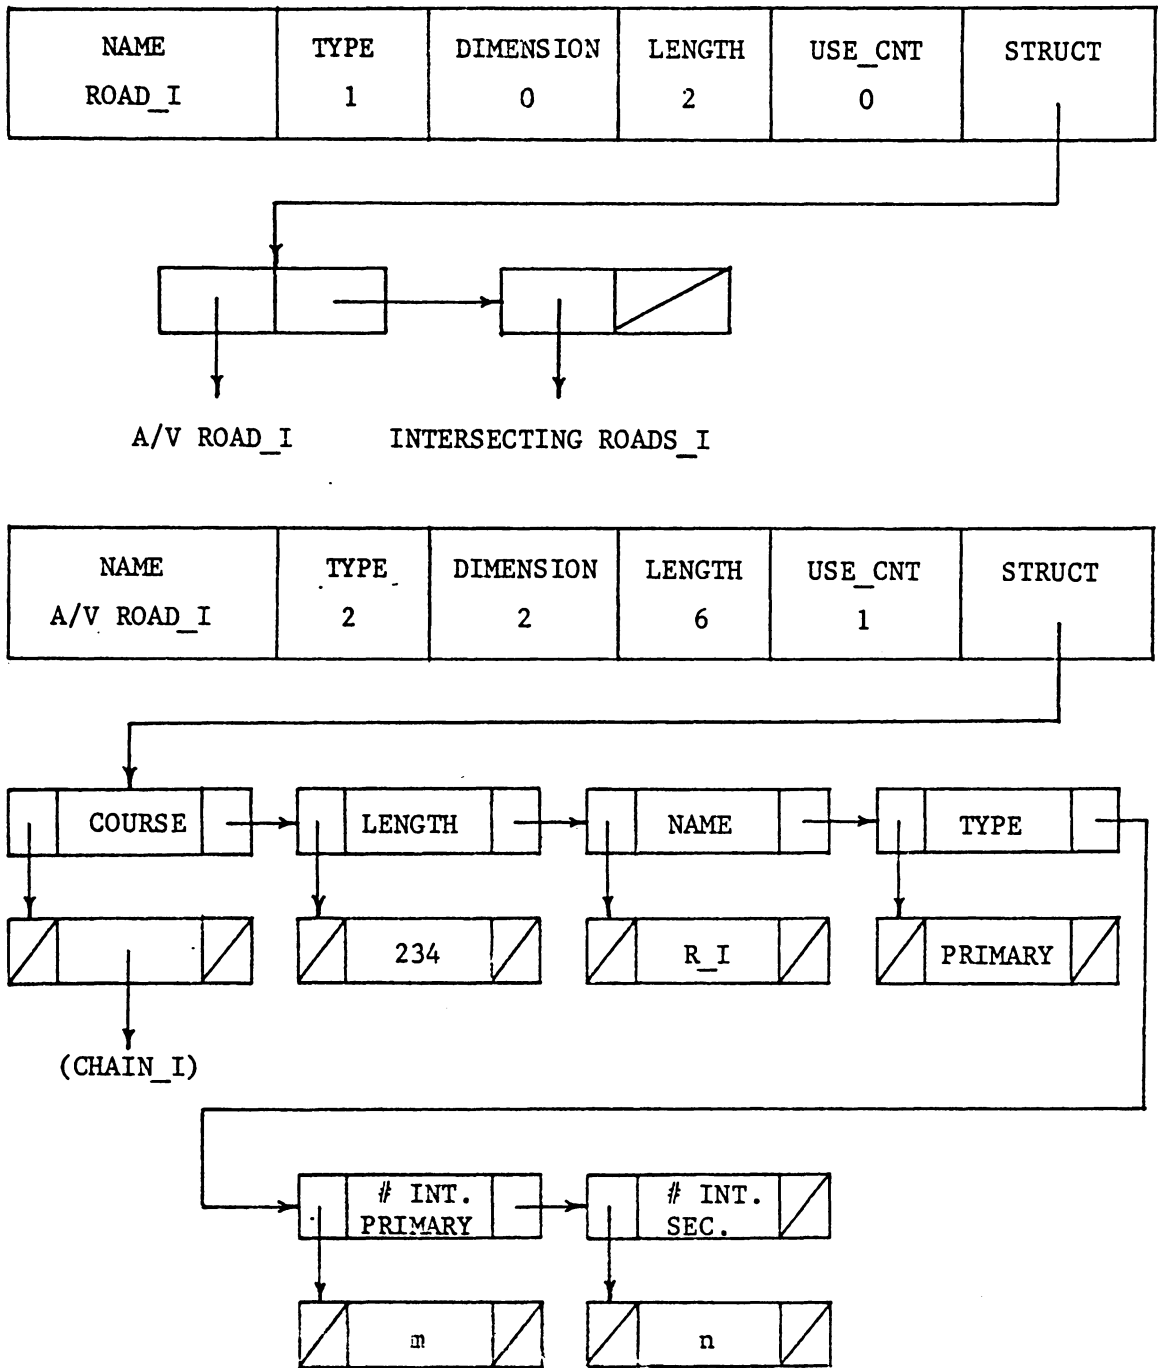 NAME TYPE DIMENSION LENGTH USE_CNT STRUCT
ROAD_I 1 0 2 0
A/V ROAD_I INTERSECTING ROADS_I
NAME TYPE DIMENSION LENGTH USE_CNT STRUCT
A/V ROAD_I 2 2 6 1
COURSE LENGTH NAME TYPE
234 R_I PRIMARY
(CHAIN_I)
# INT. # INT.
PRIMARY SEC.
m n